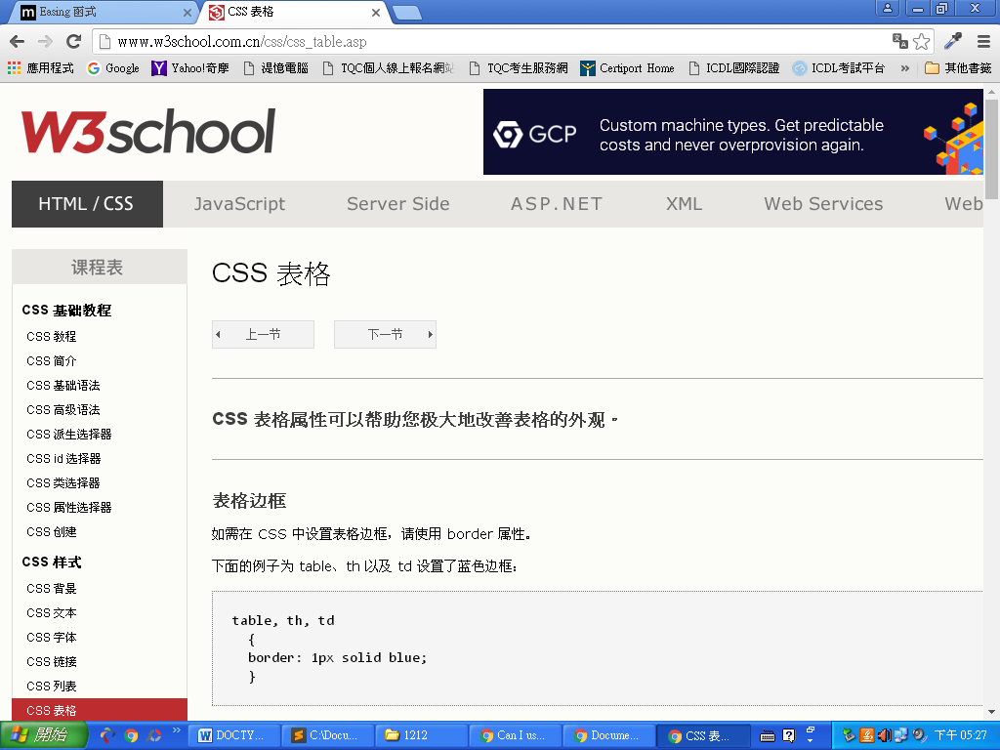 Easing 函式
CSS 表格
www.w3school.com.cn/css/css_table.asp
應用程式
Google
Yahoo!奇摩
湜憶電腦
TQC個人線上報名網站
TQC考生服務網
Certiport Home
ICDL國際認證
ICDL考試平台
»
其他書籤
W3school
GCP
Custom machine types. Get predictable
costs and never overprovision again.
HTML / CSS
JavaScript
Server Side
ASP.NET
XML
Web Services
Web
课程表
CSS 基础教程
CSS 教程
CSS 简介
CSS 基础语法
CSS 高级语法
CSS 派生选择器
CSS id 选择器
CSS 类选择器
CSS 属性选择器
CSS 创建
CSS 样式
CSS 背景
CSS 文本
CSS 字体
CSS 链接
CSS 列表
CSS 表格
CSS 表格
上一节
下一节
CSS 表格属性可以帮助您极大地改善表格的外观。
表格边框
如需在 CSS 中设置表格边框，请使用 border 属性。
下面的例子为 table、th 以及 td 设置了蓝色边框：
table, th, td
{
border: 1px solid blue;
}
開始
»
DOCTY...
C:\Docu...
1212
Can I us...
Docume...
CSS 表...
下午 05:27